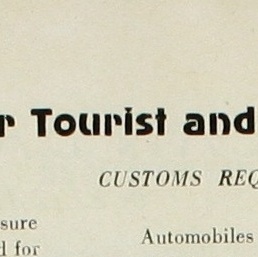 r Tourist and
CUSTOMS REQ
sure
d for
Automobiles